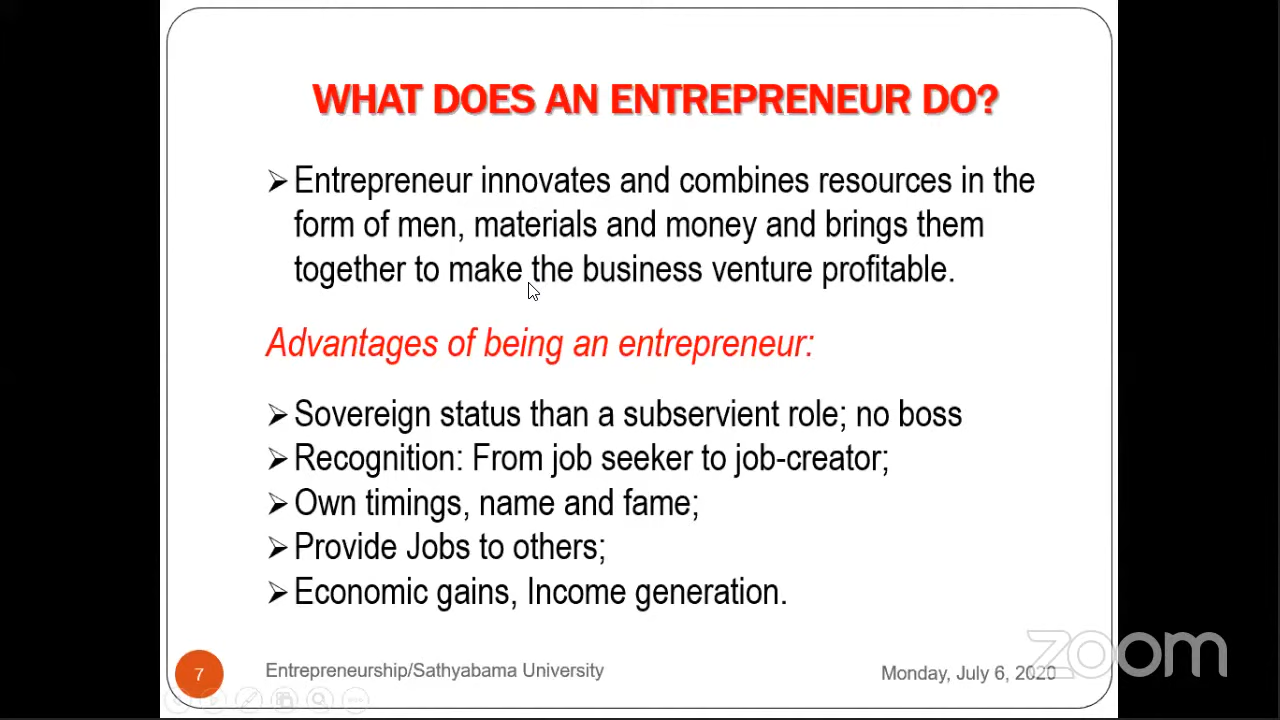 WHAT DOES AN ENTREPRENEUR DO?
➢ Entrepreneur innovates and combines resources in the
form of men, materials and money and brings them
together to make the business venture profitable.
Advantages of being an entrepreneur:
➢ Sovereign status than a subservient role; no boss
➢ Recognition: From job seeker to job-creator;
➢ Own timings, name and fame;
➢ Provide Jobs to others;
➢ Economic gains, Income generation.
7
Entrepreneurship/Sathyabama University
Monday, July 6, 2020
zoom